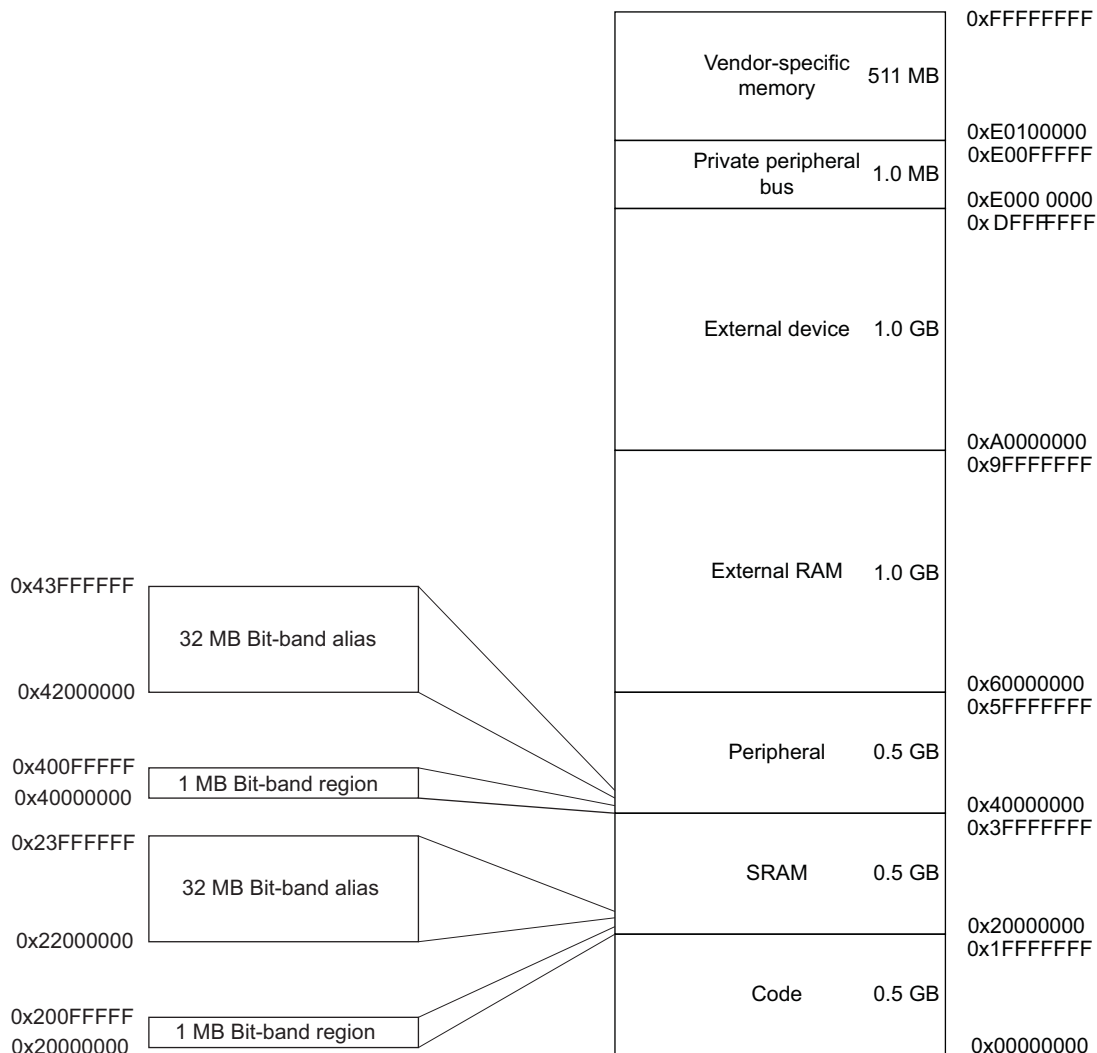 0xFFFFFFFF
Vendor-specific
memory
511 MB
0xE0100000
0xE00FFFFF
Private peripheral
bus
1.0 MB
0xE000 0000
0x DFFFFFFF
External device
1.0 GB
0xA0000000
0x9FFFFFFF
External RAM
1.0 GB
0x60000000
0x5FFFFFFF
Peripheral
0.5 GB
0x40000000
0x3FFFFFFF
SRAM
0.5 GB
0x20000000
0x1FFFFFFF
Code
0.5 GB
0x00000000
0x43FFFFFF
32 MB Bit-band alias
0x42000000
0x400FFFFF
1 MB Bit-band region
0x40000000
0x23FFFFFF
32 MB Bit-band alias
0x22000000
0x200FFFFF
1 MB Bit-band region
0x20000000